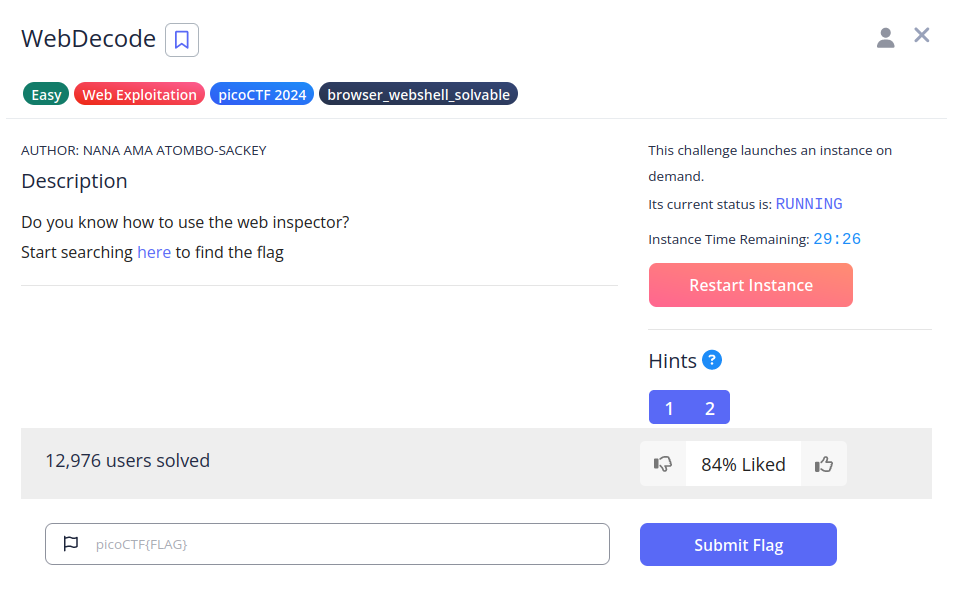 WebDecode
Easy Web Exploitation picoCTF 2024 browser_webshell_solvable
AUTHOR: NANA AMA ATOMBO-SACKEY
Description
Do you know how to use the web inspector?
Start searching here to find the flag
This challenge launches an instance on
demand.
Its current status is: RUNNING
Instance Time Remaining: 29:26
Restart Instance
Hints ?
1 2
12,976 users solved
84% Liked
picoCTF{FLAG}
Submit Flag